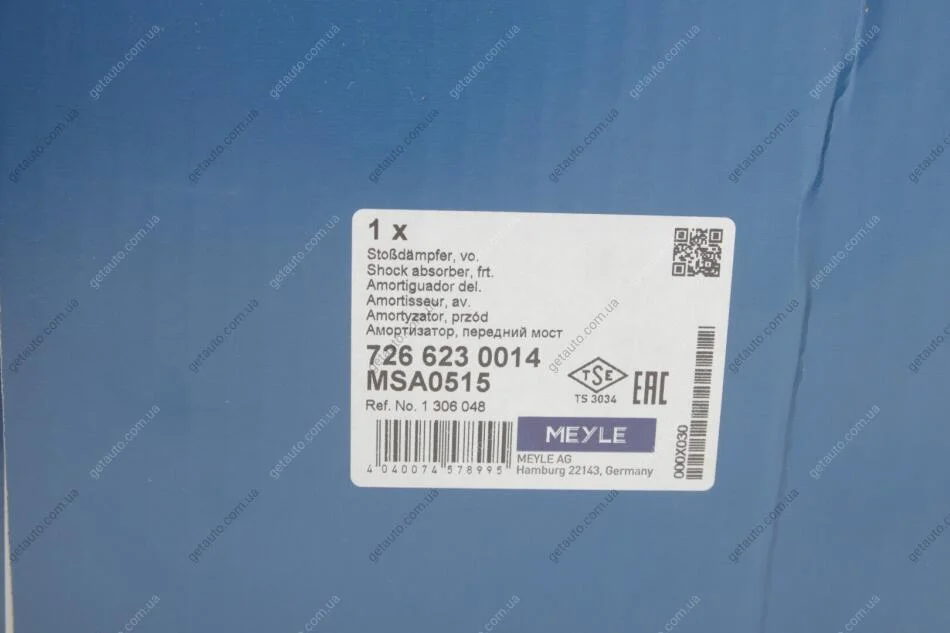 1 x
Stoßdämpfer, vo.
Shock absorber, frt.
Amortiguador del.
Amortisseur, av.
Amortyzator, przód
Амортизатор, передний мост
726 623 0014
MSA0515
Ref. No. 1 306 048
TSE
TS 3034
EAC
MEYLE
MEYLE AG
Hamburg 22143, Germany
4 040074 578995
000X030
getauto.com.ua